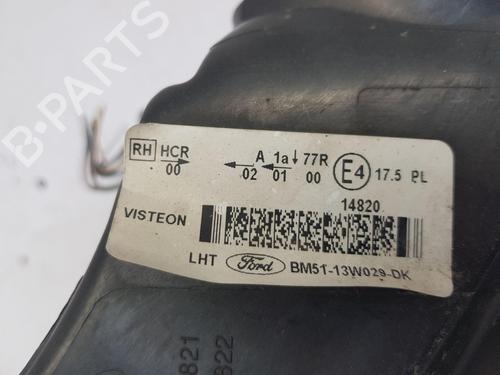 B-PARTS
RH HCR A 1a 77R E4 17.5 PL
00 02 01 00
14820
VISTEON
LHT Ford BM51-13W029-DK
821
822